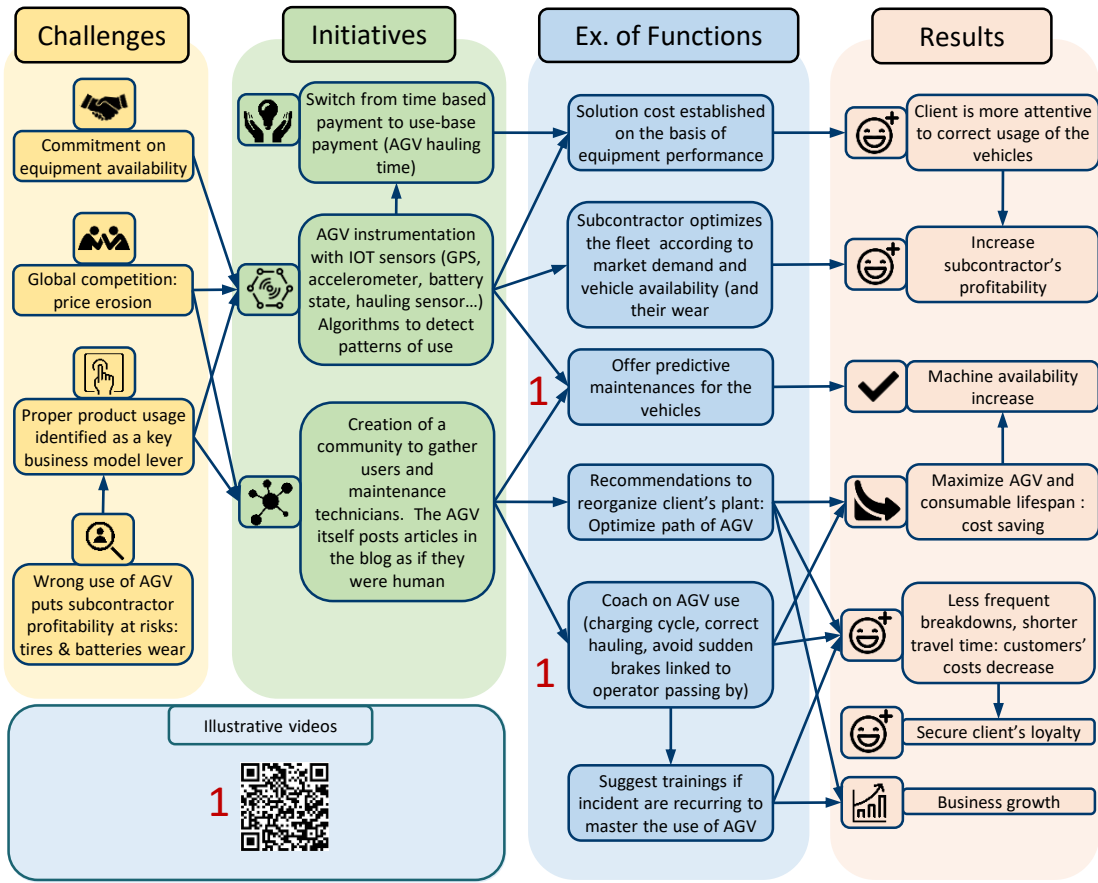 Challenges
Commitment on
equipment availability
Global competition:
price erosion
Proper product usage
identified as a key
business model lever
Wrong use of AGV
puts subcontractor
profitability at risks:
tires & batteries wear
Initiatives
Switch from time based
payment to use-base
payment (AGV hauling
time)
AGV instrumentation
with IOT sensors (GPS,
accelerometer, battery
state, hauling sensor...)
Algorithms to detect
patterns of use
Creation of a
community to gather
users and
maintenance
technicians. The AGV
itself posts articles in
the blog as if they
were human
Ex. of Functions
Solution cost established
on the basis of
equipment performance
Subcontractor optimizes
the fleet according to
market demand and
vehicle availability (and
their wear
1
Offer predictive
maintenances for the
vehicles
Recommendations to
reorganize client's plant:
Optimize path of AGV
1
Coach on AGV use
(charging cycle, correct
hauling, avoid sudden
brakes linked to
operator passing by)
Suggest trainings if
incident are recurring to
master the use of AGV
Results
Client is more attentive
to correct usage of the
vehicles
Increase
subcontractor's
profitability
Machine availability
increase
Maximize AGV and
consumable lifespan :
cost saving
Less frequent
breakdowns, shorter
travel time: customers'
costs decrease
Secure client's loyalty
Business growth
Illustrative videos
1